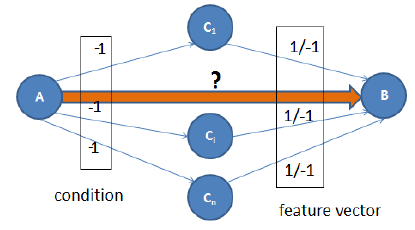 C1
-1
1/-1
?
A
B
-1
1/-1
Ci
-1
1/-1
condition
Cn
feature vector